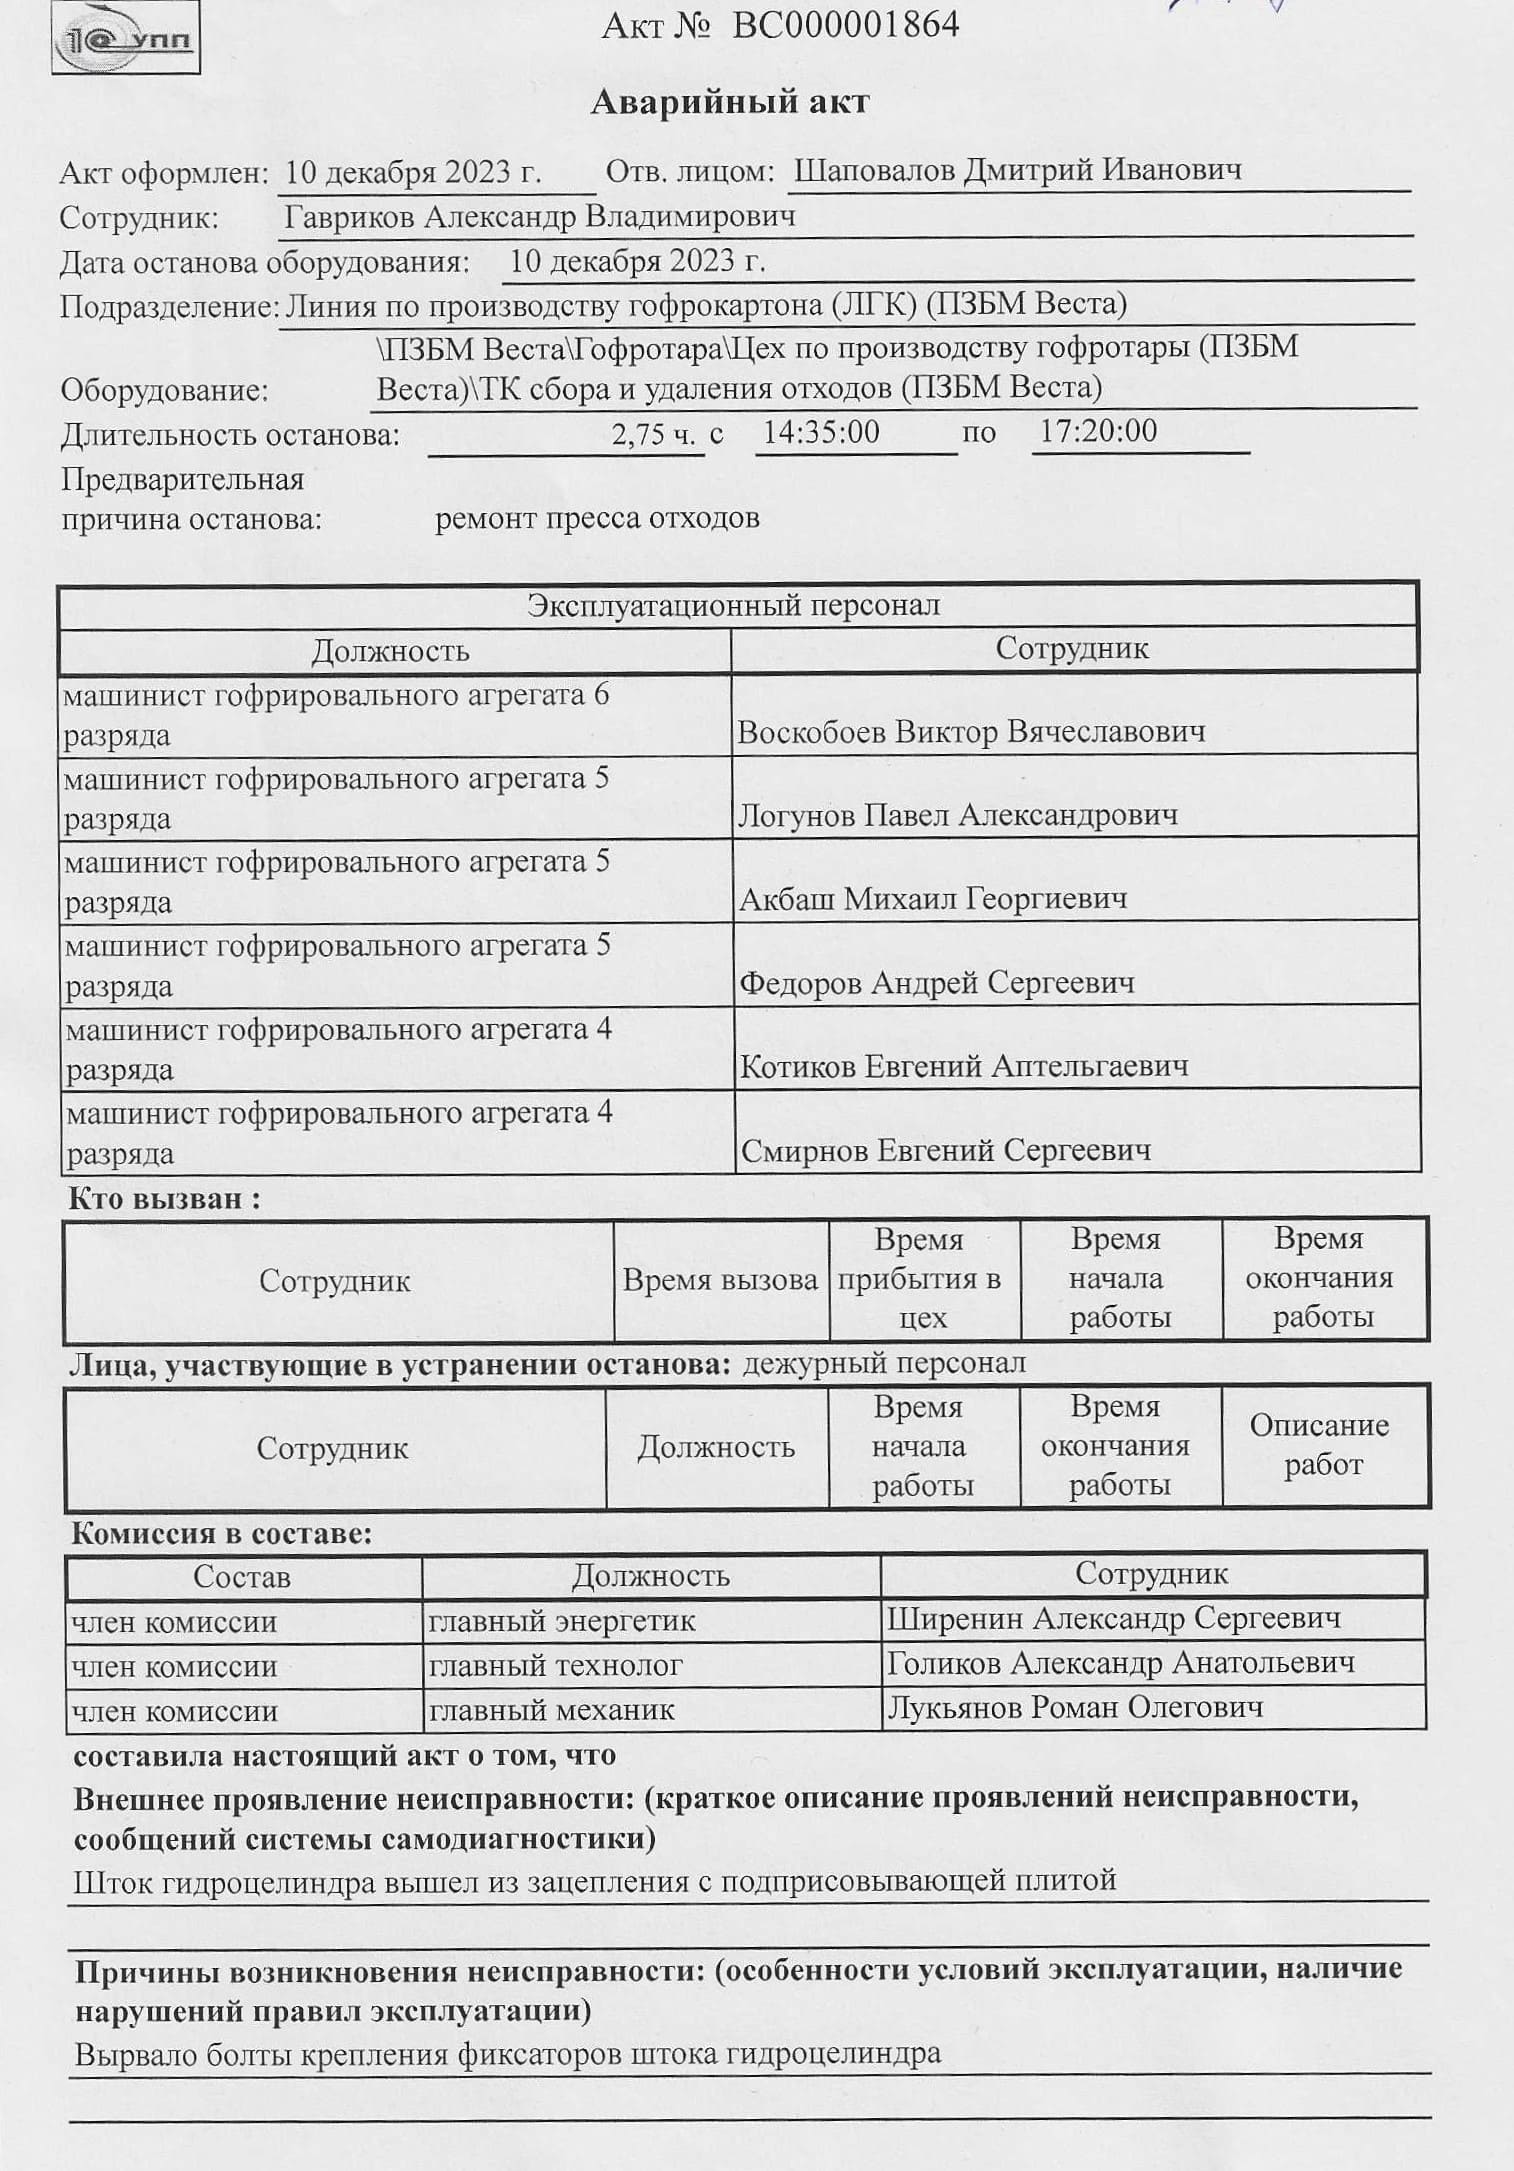 1С УПП
Акт № ВС000001864
Аварийный акт
Акт оформлен: 10 декабря 2023 г. Отв. лицом: Шаповалов Дмитрий Иванович
Сотрудник: Гавриков Александр Владимирович
Дата останова оборудования: 10 декабря 2023 г.
Подразделение: Линия по производству гофрокартона (ЛГК) (ПЗБМ Веста)
\ПЗБМ Веста\Гофротара\Цех по производству гофротары (ПЗБМ
Оборудование: Веста)\ТК сбора и удаления отходов (ПЗБМ Веста)
Длительность останова: 2,75 ч. с 14:35:00 по 17:20:00
Предварительная
причина останова: ремонт пресса отходов
Эксплуатационный персонал
Должность Сотрудник
машинист гофрировального агрегата 6
разряда Воскобоев Виктор Вячеславович
машинист гофрировального агрегата 5
разряда Логунов Павел Александрович
машинист гофрировального агрегата 5
разряда Акбаш Михаил Георгиевич
машинист гофрировального агрегата 5
разряда Федоров Андрей Сергеевич
машинист гофрировального агрегата 4
разряда Котиков Евгений Аптельгаевич
машинист гофрировального агрегата 4
разряда Смирнов Евгений Сергеевич
Кто вызван :
Сотрудник
Время вызова
Время
прибытия в
цех
Время
начала
работы
Время
окончания
работы
Лица, участвующие в устранении останова: дежурный персонал
Сотрудник
Должность
Время
начала
работы
Время
окончания
работы
Описание
работ
Комиссия в составе:
Состав Должность Сотрудник
член комиссии главный энергетик Ширенин Александр Сергеевич
член комиссии главный технолог Голиков Александр Анатольевич
член комиссии главный механик Лукьянов Роман Олегович
составила настоящий акт о том, что
Внешнее проявление неисправности: (краткое описание проявлений неисправности,
сообщений системы самодиагностики)
Шток гидроцелиндра вышел из зацепления с подприсовывающей плитой
Причины возникновения неисправности: (особенности условий эксплуатации, наличие
нарушений правил эксплуатации)
Вырвало болты крепления фиксаторов штока гидроцелиндра